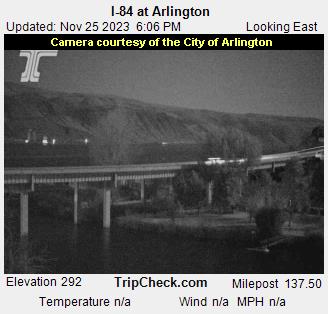 I-84 at Arlington
Updated: Nov 25 2023 6:06 PM Looking East
Camera courtesy of the City of Arlington
Elevation 292 TripCheck.com Milepost 137.50
Temperature n/a Wind n/a MPH n/a